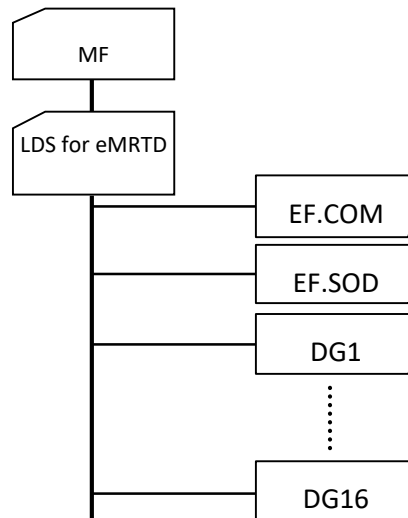 MF
LDS for eMRTD
EF.COM
EF.SOD
DG1
DG16